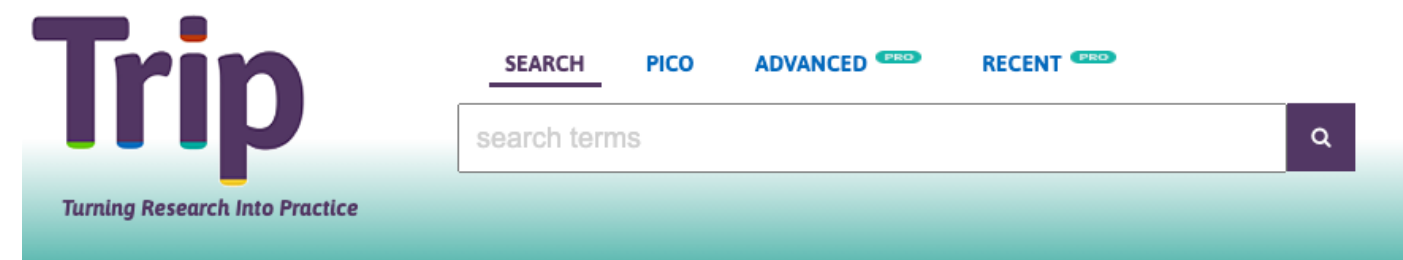 Trip
SEARCH PICO ADVANCED PRO RECENT PRO
search terms
Turning Research Into Practice